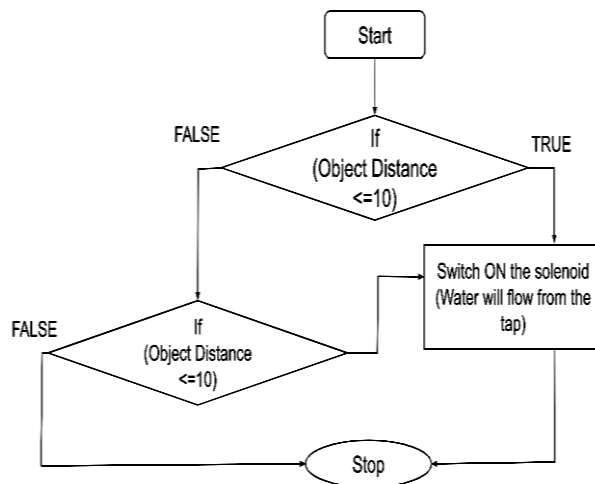 Start
FALSE
TRUE
If
(Object Distance
<=10)
Switch ON the solenoid
(Water will flow from the
tap)
FALSE
If
(Object Distance
<=10)
Stop